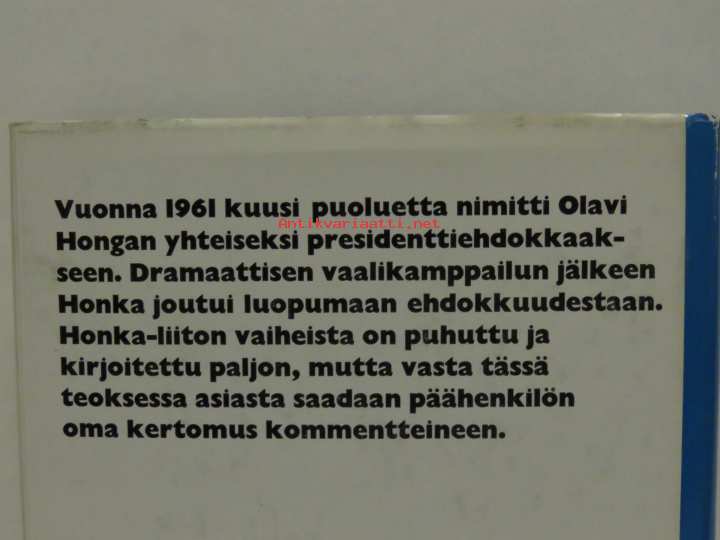 Vuonna 1961 kuusi puoluetta nimitti Olavi
Antikvariaatti.net
Hongan yhteiseksi presidenttiehdokkaak-
seen. Dramaattisen vaalikamppailun jälkeen
Honka joutui luopumaan ehdokkuudestaan.
Honka-liiton vaiheista on puhuttu ja
kirjoitettu paljon, mutta vasta tässä
teoksessa asiasta saadaan päähenkilön
oma kertomus kommentteineen.